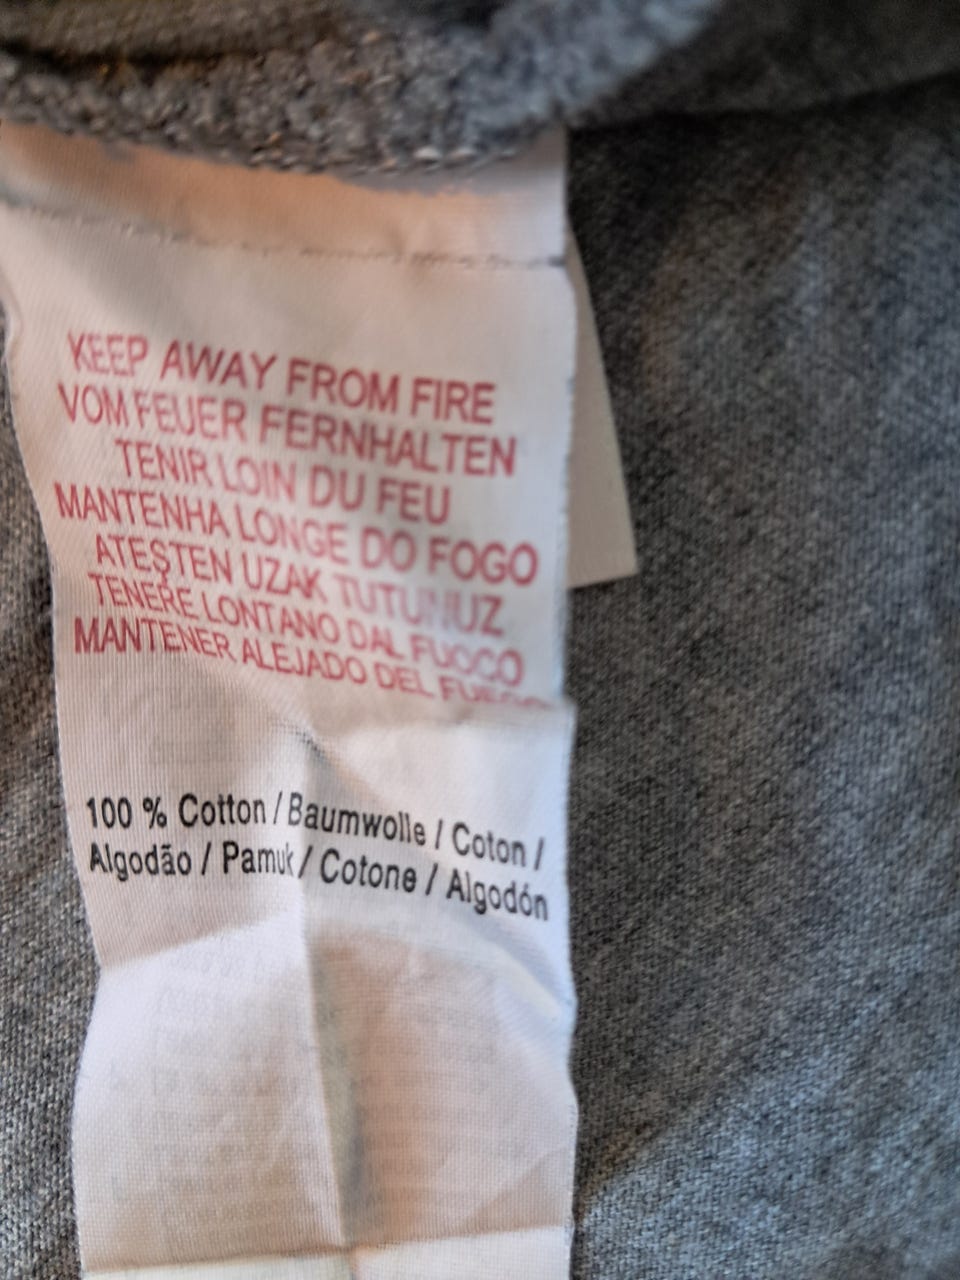 KEEP AWAY FROM FIRE
VOM FEUER FERNHALTEN
TENIR LOIN DU FEU
MANTENHA LONGE DO FOGO
ATEŞTEN UZAK TUTUNUZ
TENERE LONTANO DAL FUOCO
MANTENER ALEJADO DEL FUEGO
100 % Cotton / Baumwolle / Coton /
Algodão / Pamuk / Cotone / Algodón